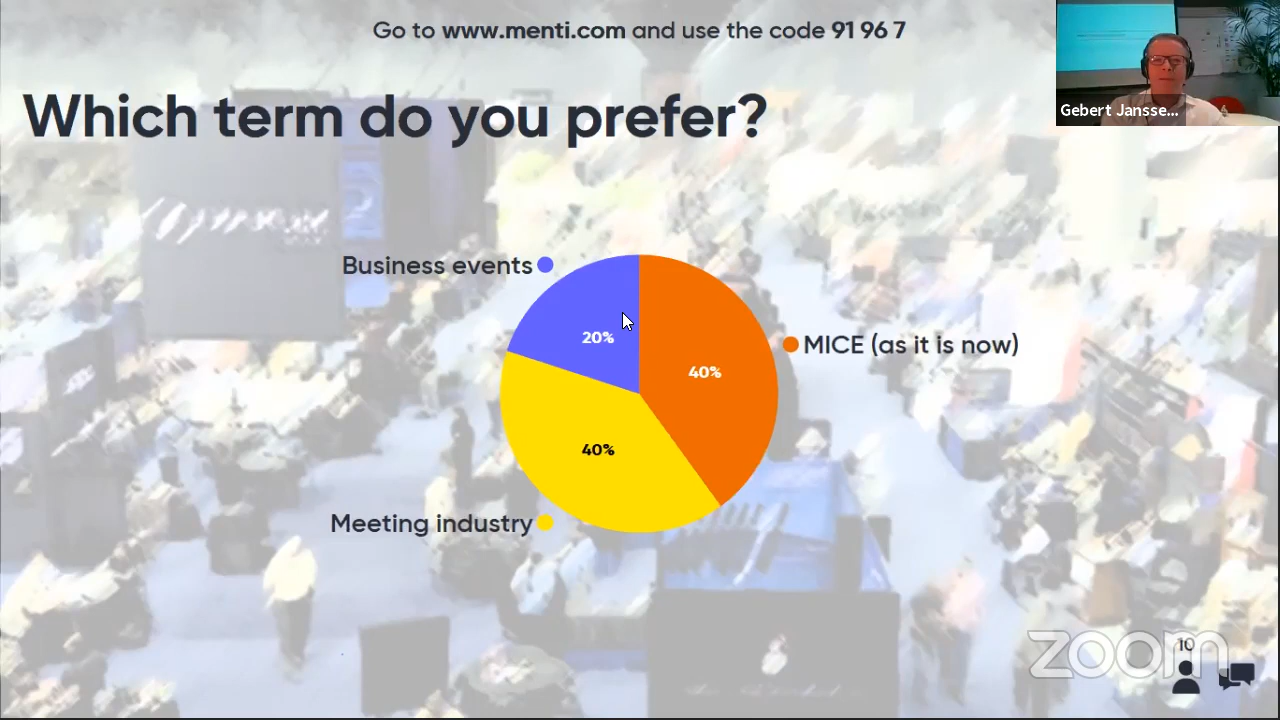 Go to www.menti.com and use the code 91 96 7
Gebert Jansse...
Which term do you prefer?
Business events
20%
MICE (as it is now)
40%
40%
Meeting industry
10
zoom